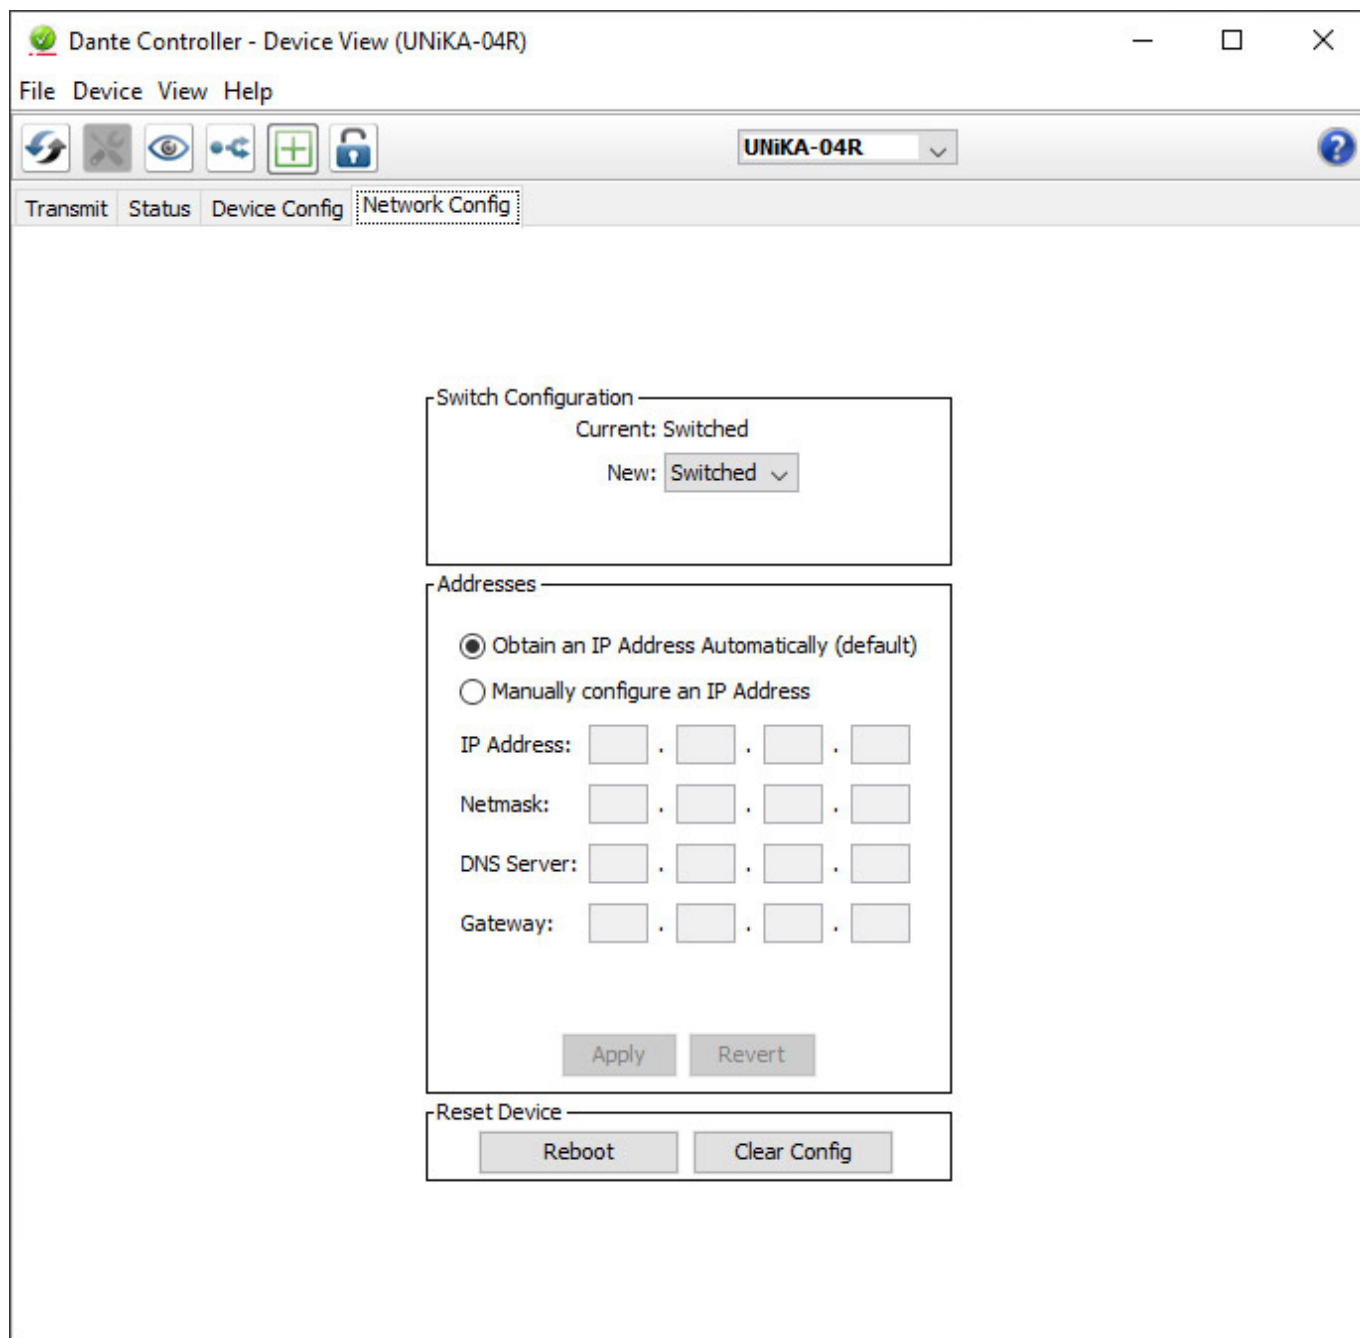 Dante Controller - Device View (UNiKA-04R)
File Device View Help
UNiKA-04R
?
Transmit Status Device Config Network Config
Switch Configuration
Current: Switched
New: Switched
Addresses
Obtain an IP Address Automatically (default)
Manually configure an IP Address
IP Address: . . .
Netmask: . . .
DNS Server: . . .
Gateway: . . .
Apply Revert
Reset Device
Reboot Clear Config